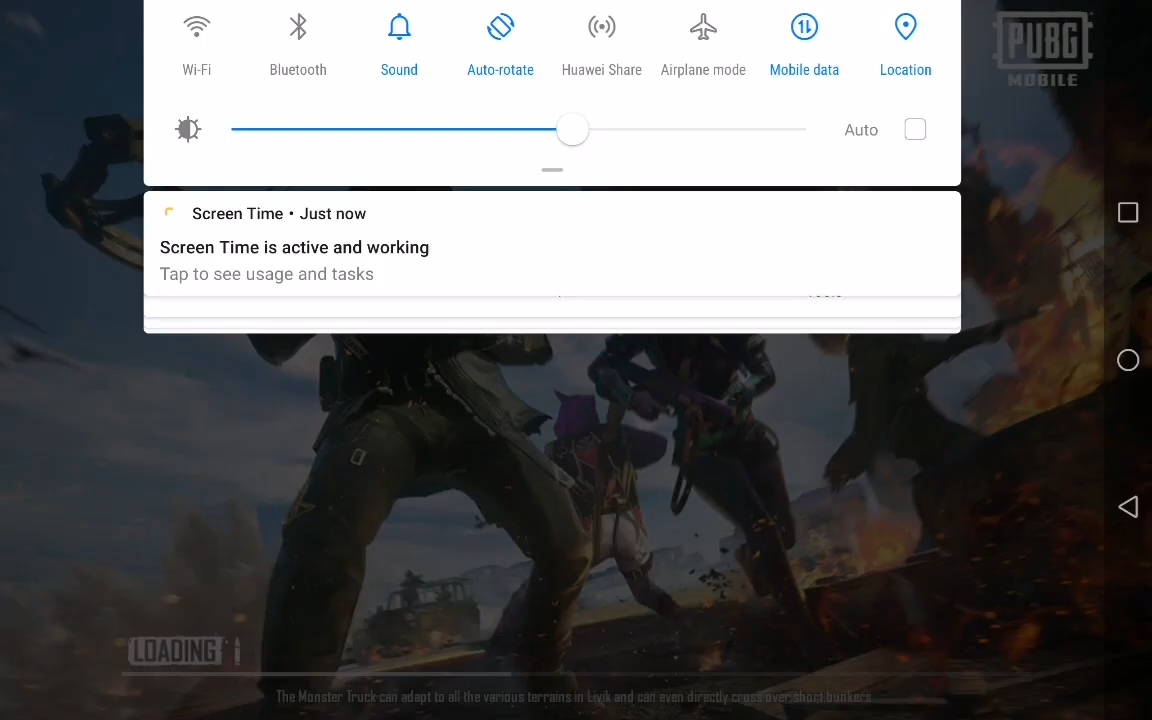 Wi-Fi
Bluetooth
Sound
Auto-rotate
Huawei Share
Airplane mode
Mobile data
Location
Auto
Screen Time • Just now
Screen Time is active and working
Tap to see usage and tasks
PUBG
MOBILE
LOADING
The Monster Truck can adapt to all the various terrains in Livik and can even directly cross over short bunkers